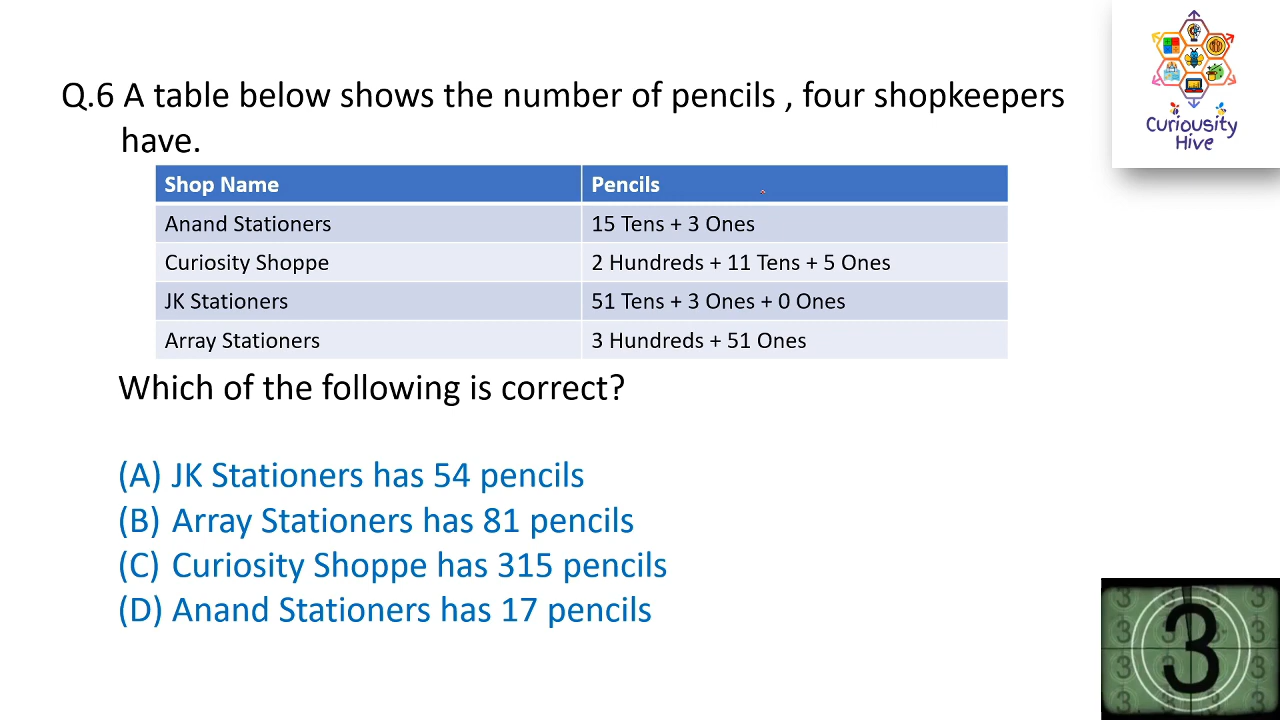 Q.6 A table below shows the number of pencils , four shopkeepers
have.
Curiousity
Hive
Shop Name Pencils
Anand Stationers 15 Tens + 3 Ones
Curiosity Shoppe 2 Hundreds + 11 Tens + 5 Ones
JK Stationers 51 Tens + 3 Ones + 0 Ones
Array Stationers 3 Hundreds + 51 Ones
Which of the following is correct?
(A) JK Stationers has 54 pencils
(B) Array Stationers has 81 pencils
(C) Curiosity Shoppe has 315 pencils
(D) Anand Stationers has 17 pencils
3